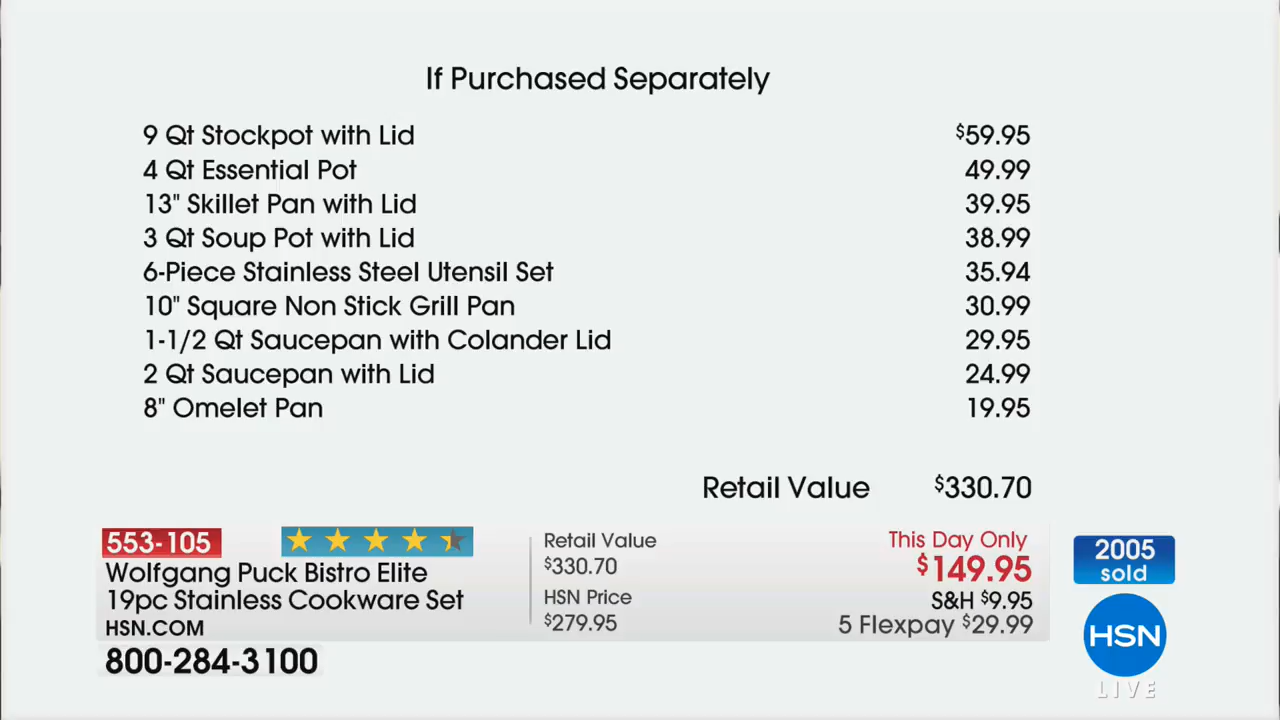 If Purchased Separately
9 Qt Stockpot with Lid $59.95
4 Qt Essential Pot 49.99
13" Skillet Pan with Lid 39.95
3 Qt Soup Pot with Lid 38.99
6-Piece Stainless Steel Utensil Set 35.94
10" Square Non Stick Grill Pan 30.99
1-1/2 Qt Saucepan with Colander Lid 29.95
2 Qt Saucepan with Lid 24.99
8" Omelet Pan 19.95
Retail Value $330.70
553-105
Wolfgang Puck Bistro Elite
19pc Stainless Cookware Set
HSN.COM
800-284-3100
Retail Value
$330.70
HSN Price
$279.95
This Day Only
$149.95
S&H $9.95
5 Flexpay $29.99
2005
sold
HSN
LIVE